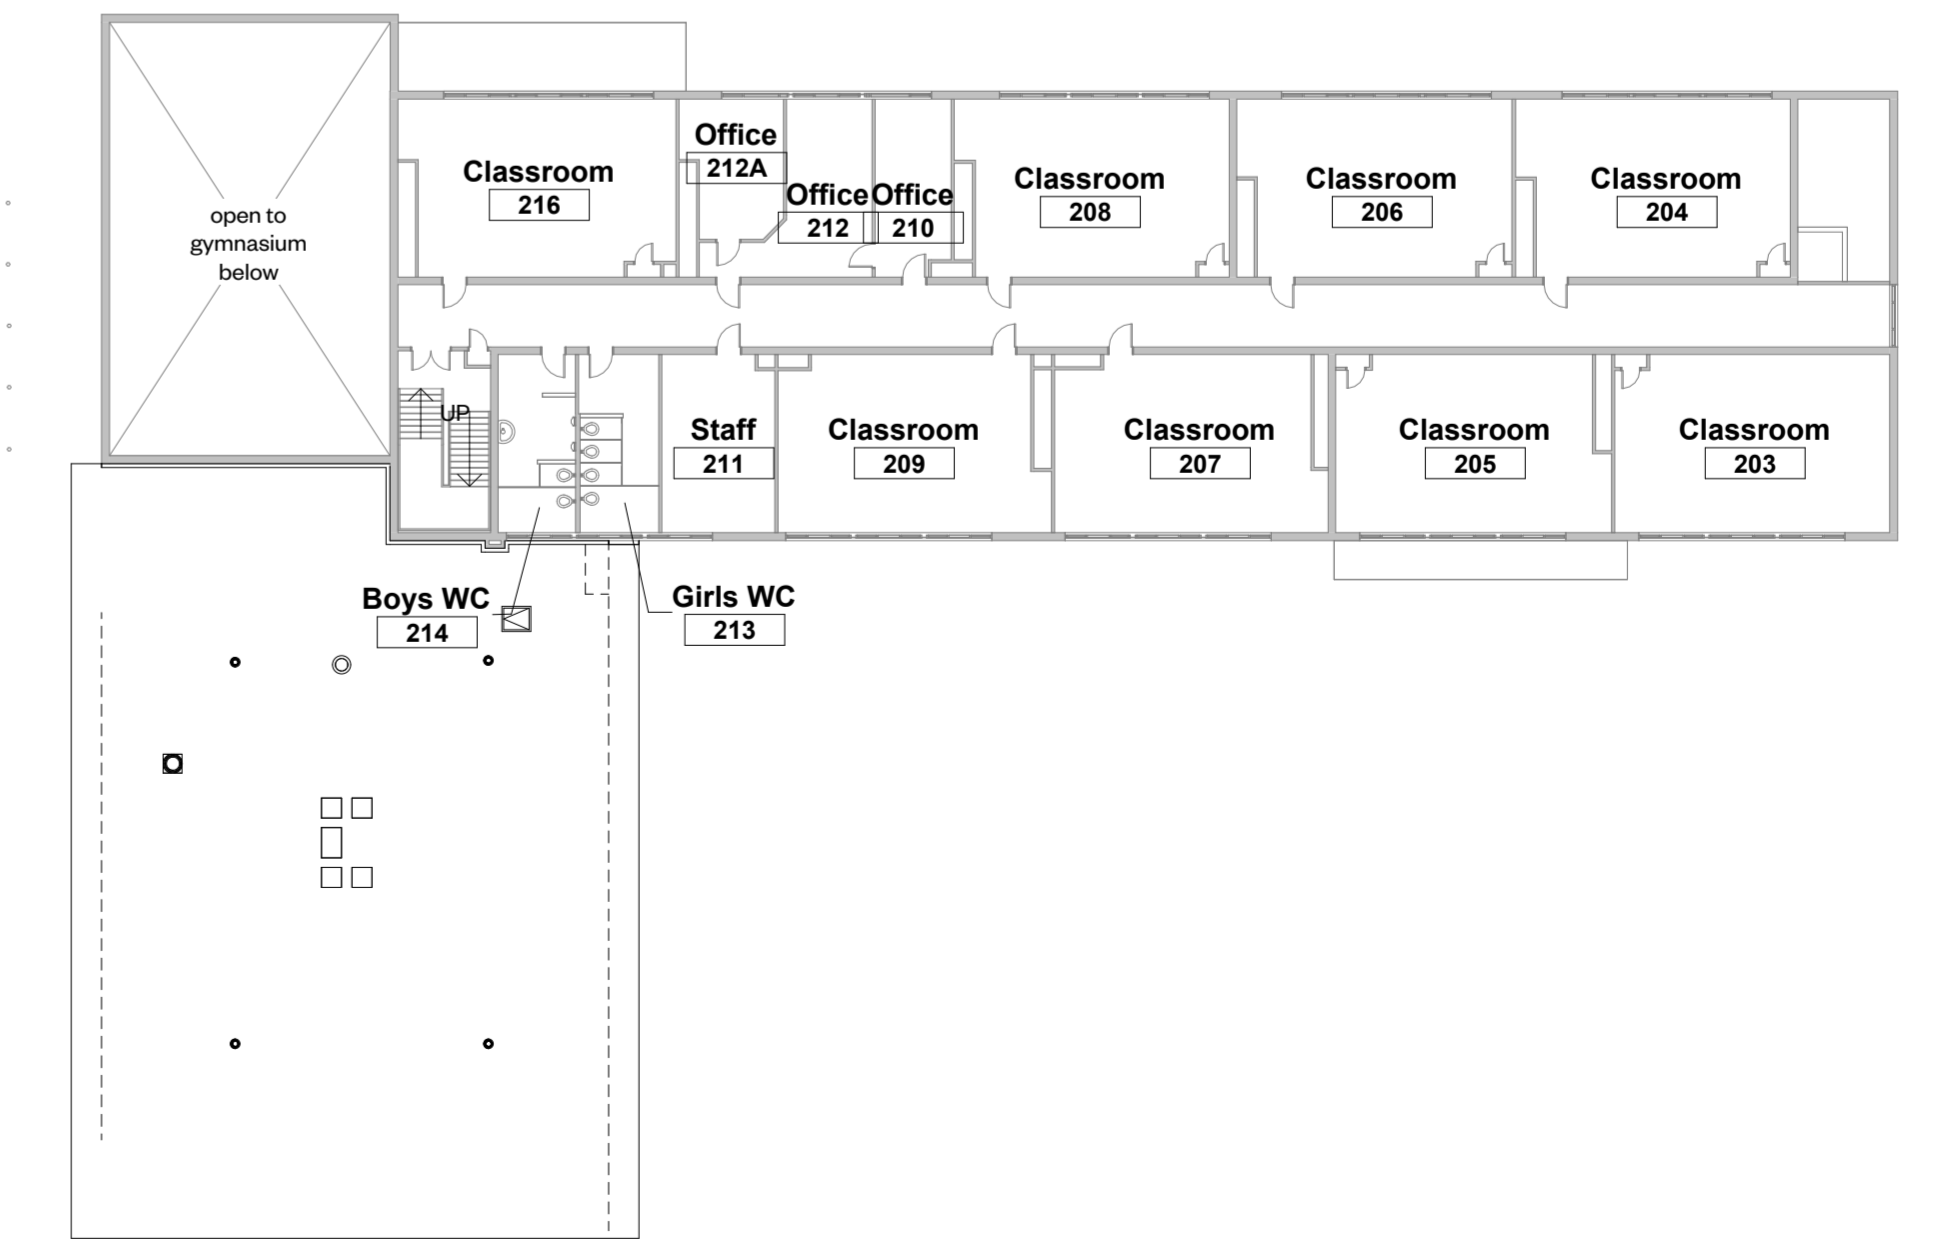 Office
212A
Classroom
216
Office
212
Office
210
Classroom
208
Classroom
206
Classroom
204
open to
gymnasium
below
UP
Staff
211
Classroom
209
Classroom
207
Classroom
205
Classroom
203
Boys WC
214
Girls WC
213